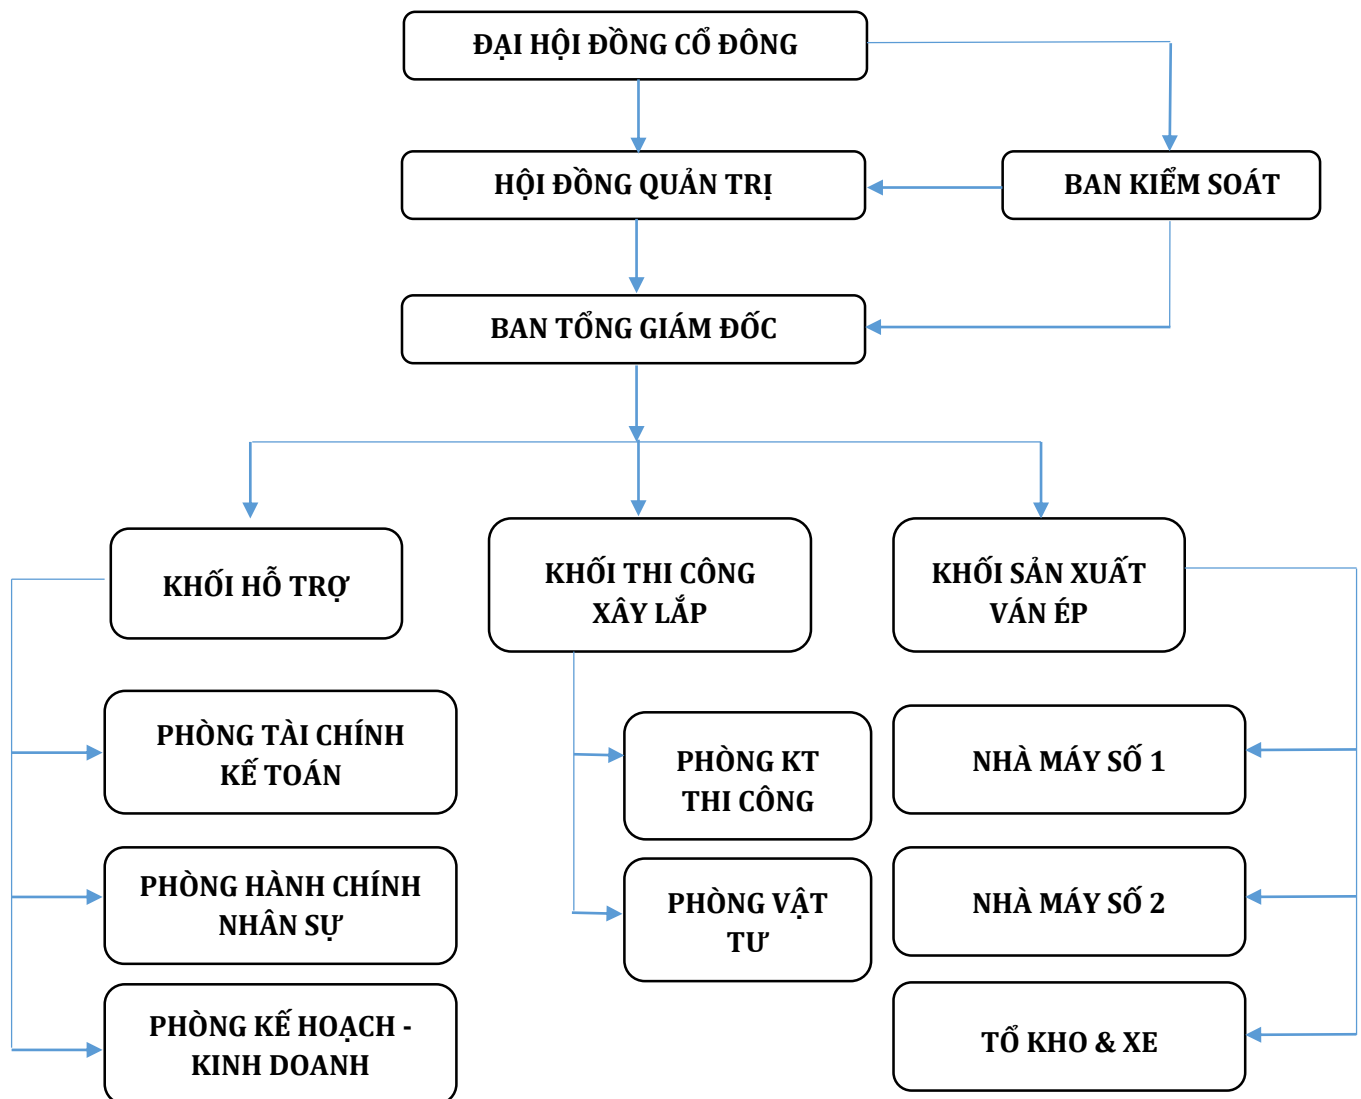 ĐẠI HỘI ĐỒNG CỔ ĐÔNG
HỘI ĐỒNG QUẢN TRỊ
BAN KIỂM SOÁT
BAN TỔNG GIÁM ĐỐC
KHỐI HỖ TRỢ
KHỐI THI CÔNG
XÂY LẮP
KHỐI SẢN XUẤT
VÁN ÉP
PHÒNG TÀI CHÍNH
KẾ TOÁN
PHÒNG HÀNH CHÍNH
NHÂN SỰ
PHÒNG KẾ HOẠCH -
KINH DOANH
PHÒNG KT
THI CÔNG
PHÒNG VẬT
TƯ
NHÀ MÁY SỐ 1
NHÀ MÁY SỐ 2
TỔ KHO & XE